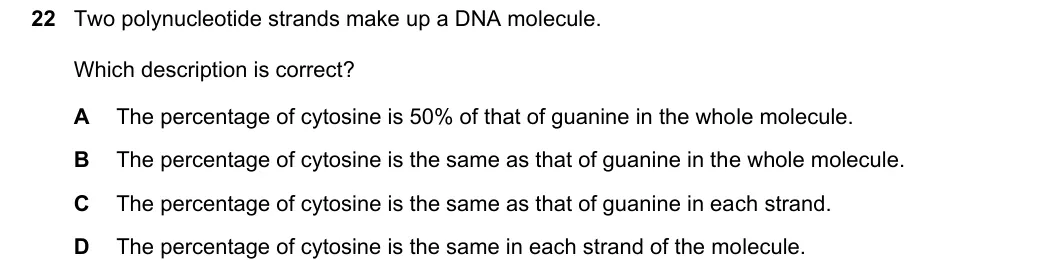 22 Two polynucleotide strands make up a DNA molecule.
Which description is correct?
A The percentage of cytosine is 50% of that of guanine in the whole molecule.
B The percentage of cytosine is the same as that of guanine in the whole molecule.
C The percentage of cytosine is the same as that of guanine in each strand.
D The percentage of cytosine is the same in each strand of the molecule.